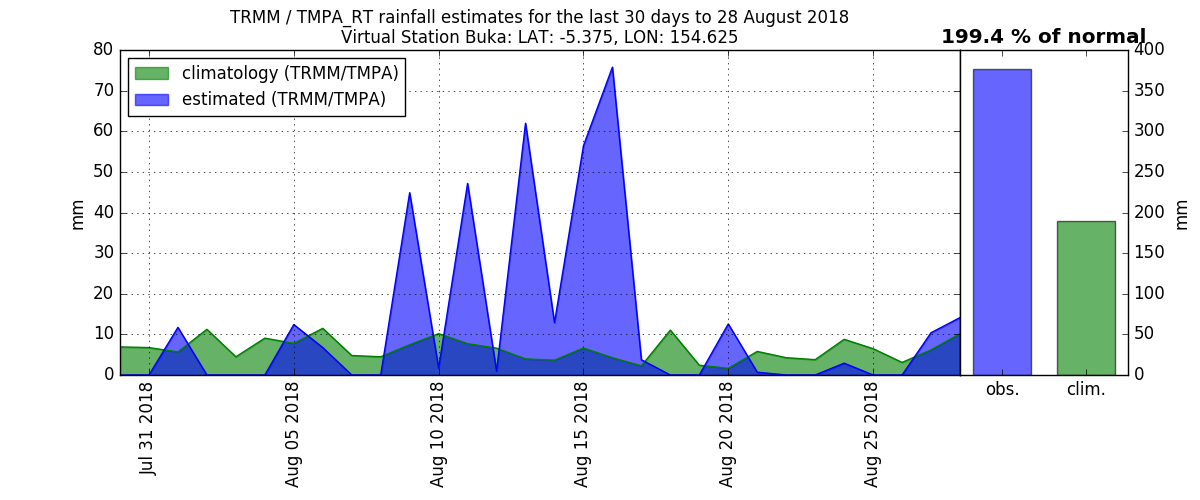 TRMM / TMPA_RT rainfall estimates for the last 30 days to 28 August 2018
Virtual Station Buka: LAT: -5.375, LON: 154.625
199.4 % of normal
climatology (TRMM/TMPA)
estimated (TRMM/TMPA)
mm
80
70
60
50
40
30
20
10
0
Jul 31 2018
Aug 05 2018
Aug 10 2018
Aug 15 2018
Aug 20 2018
Aug 25 2018
obs.
clim.
400
350
300
250
200
150
100
50
0
mm